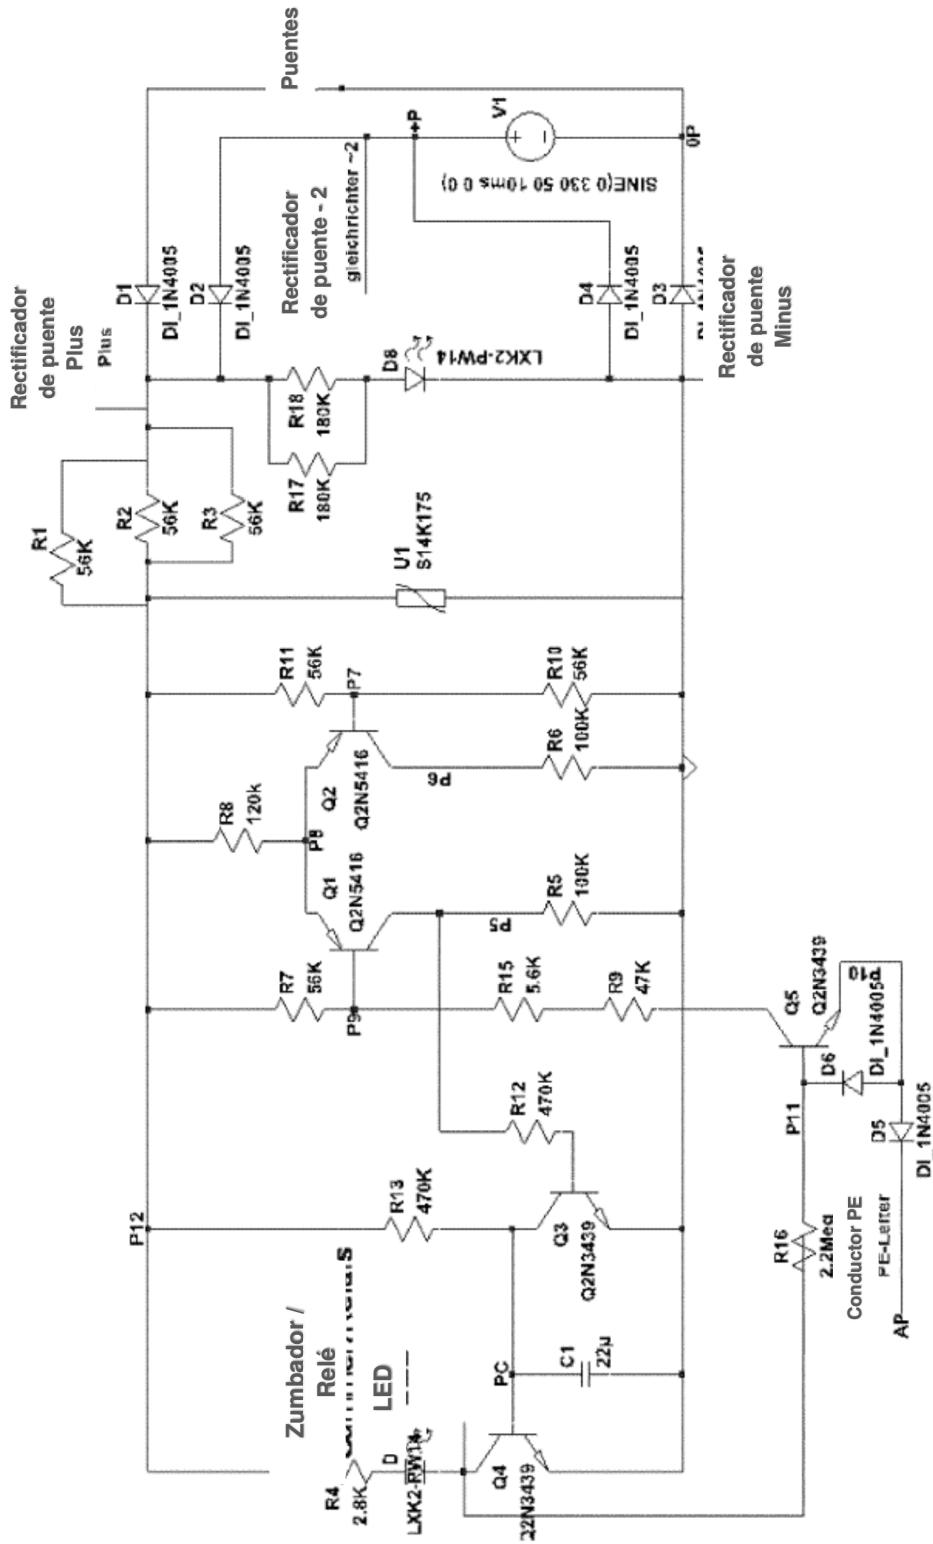 Puentes
Rectificador
de puente
Plus
Plus
D1
DI_1N4005
D2
DI_1N4005
Rectificador
de puente - 2
gleichrichter ~2
+P
V1
SINE(0 330 50 10ms 0 0)
0P
D4
DI_1N4005
D3
Rectificador
de puente
Minus
D8
LXK2-PW14
R18
180K
R17
180K
R1
56K
R2
56K
R3
56K
U1
S14K175
R11
56K
P7
R10
56K
R6
100K
P6
Q2
Q2N5416
R8
120k
P8
Q1
Q2N5416
R5
100K
P5
R7
56K
P9
R15
5.6K
R9
47K
Q5
Q2N3439
P10
D6
DI_1N4005
P11
D5
DI_1N4005
R12
470K
R13
470K
P12
Q3
Q2N3439
R16
2.2Meg
Conductor PE
PE-Leiter
AP
Zumbador /
Relé
LED
PC
C1
22µ
R4
2.8K
D
LXK2-PW14
Q4
Q2N3439